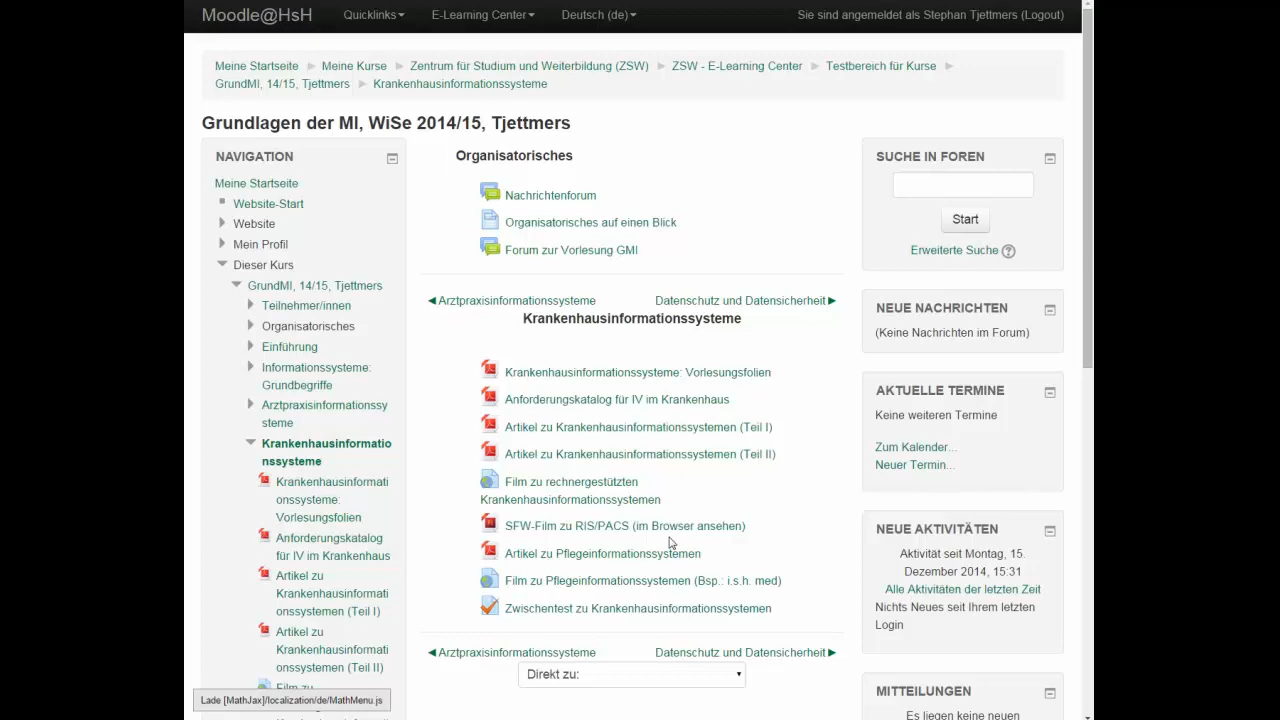 Moodle@HsH Quicklinks E-Learning Center Deutsch (de) Sie sind angemeldet als Stephan Tjettmers (Logout)
Meine Startseite Meine Kurse Zentrum für Studium und Weiterbildung (ZSW) ZSW - E-Learning Center Testbereich für Kurse
GrundMI, 14/15, Tjettmers Krankenhausinformationssysteme
Grundlagen der MI, WiSe 2014/15, Tjettmers
NAVIGATION
Meine Startseite
Website-Start
Website
Mein Profil
Dieser Kurs
GrundMI, 14/15, Tjettmers
Teilnehmer/innen
Organisatorisches
Einführung
Informationssysteme:
Grundbegriffe
Arztpraxisinformationssy
steme
Krankenhausinformatio
nssysteme
Krankenhausinformati
onssysteme:
Vorlesungsfolien
Anforderungskatalog
für IV im Krankenhaus
Artikel zu
Krankenhausinformati
onssystemen (Teil I)
Artikel zu
Krankenhausinformati
onssystemen (Teil II)
Film zu
Lade [MathJax]/localization/de/MathMenu.js
Organisatorisches
Nachrichtenforum
Organisatorisches auf einen Blick
Forum zur Vorlesung GMI
◀ Arztpraxisinformationssysteme Datenschutz und Datensicherheit ▶
Krankenhausinformationssysteme
Krankenhausinformationssysteme: Vorlesungsfolien
Anforderungskatalog für IV im Krankenhaus
Artikel zu Krankenhausinformationssystemen (Teil I)
Artikel zu Krankenhausinformationssystemen (Teil II)
Film zu rechnergestützten
Krankenhausinformationssystemen
SFW-Film zu RIS/PACS (im Browser ansehen)
Artikel zu Pflegeinformationssystemen
Film zu Pflegeinformationssystemen (Bsp.: i.s.h. med)
Zwischentest zu Krankenhausinformationssystemen
◀ Arztpraxisinformationssysteme Datenschutz und Datensicherheit ▶
Direkt zu:
SUCHE IN FOREN
Start
Erweiterte Suche ?
NEUE NACHRICHTEN
(Keine Nachrichten im Forum)
AKTUELLE TERMINE
Keine weiteren Termine
Zum Kalender...
Neuer Termin...
NEUE AKTIVITÄTEN
Aktivität seit Montag, 15.
Dezember 2014, 15:31
Alle Aktivitäten der letzten Zeit
Nichts Neues seit Ihrem letzten
Login
MITTEILUNGEN
Es liegen keine neuen